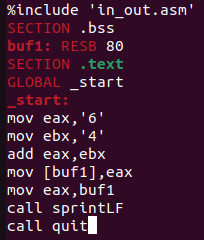 %include 'in_out.asm'
SECTION .bss
buf1: RESB 80
SECTION .text
GLOBAL _start
_start:
mov eax,'6'
mov ebx,'4'
add eax,ebx
mov [buf1],eax
mov eax,buf1
call sprintLF
call quit